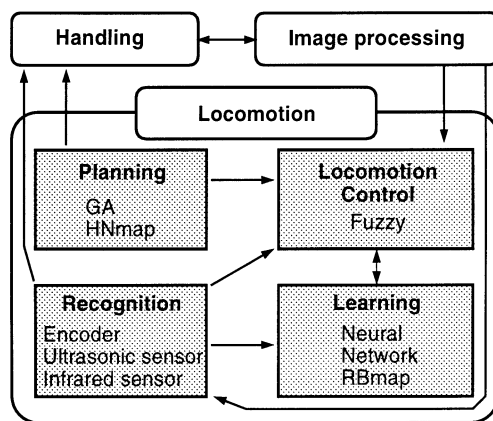 Handling
Image processing
Locomotion
Planning
GA
HNmap
Locomotion
Control
Fuzzy
Recognition
Encoder
Ultrasonic sensor
Infrared sensor
Learning
Neural
Network
RBmap